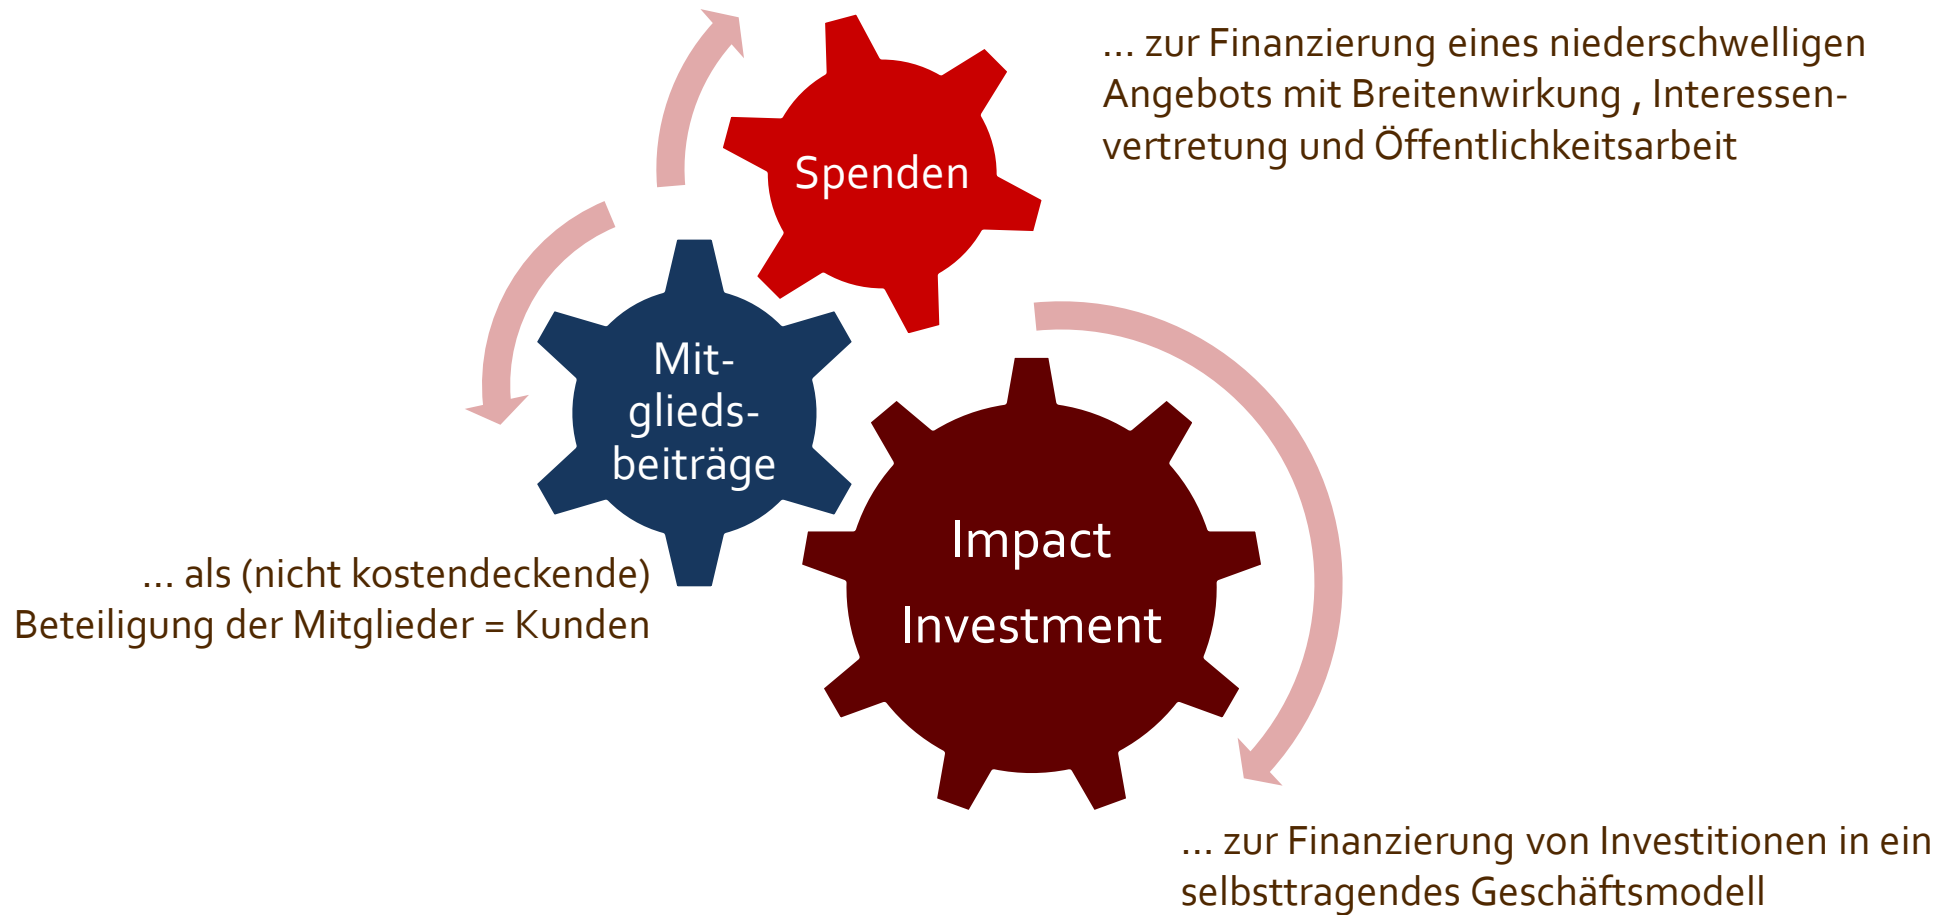 Spenden
... zur Finanzierung eines niederschwelligen
Angebots mit Breitenwirkung , Interessen-
vertretung und Öffentlichkeitsarbeit
Mit-
glieds-
beiträge
... als (nicht kostendeckende)
Beteiligung der Mitglieder = Kunden
Impact
Investment
... zur Finanzierung von Investitionen in ein
selbsttragendes Geschäftsmodell